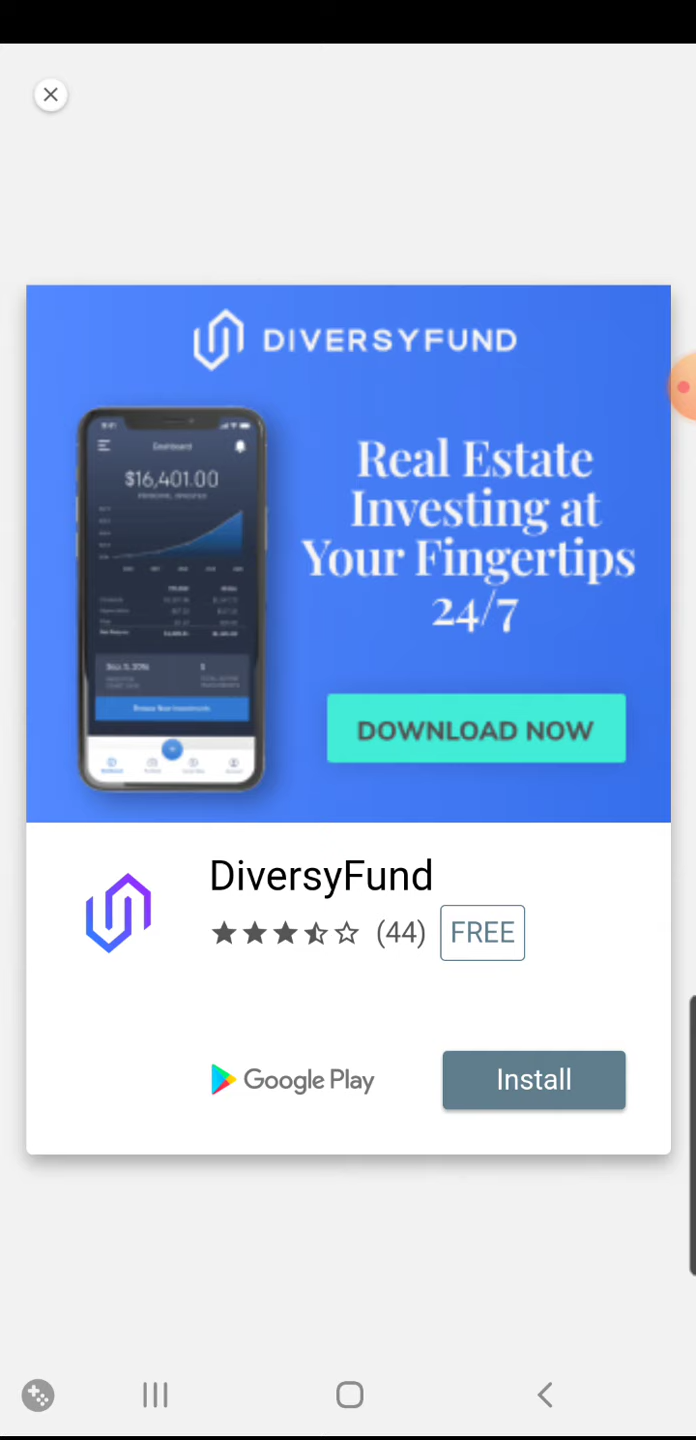 DIVERSYFUND
Dashboard
$16,401.00
Real Estate
Investing at
Your Fingertips
24/7
DOWNLOAD NOW
DiversyFund
(44) FREE
Google Play
Install